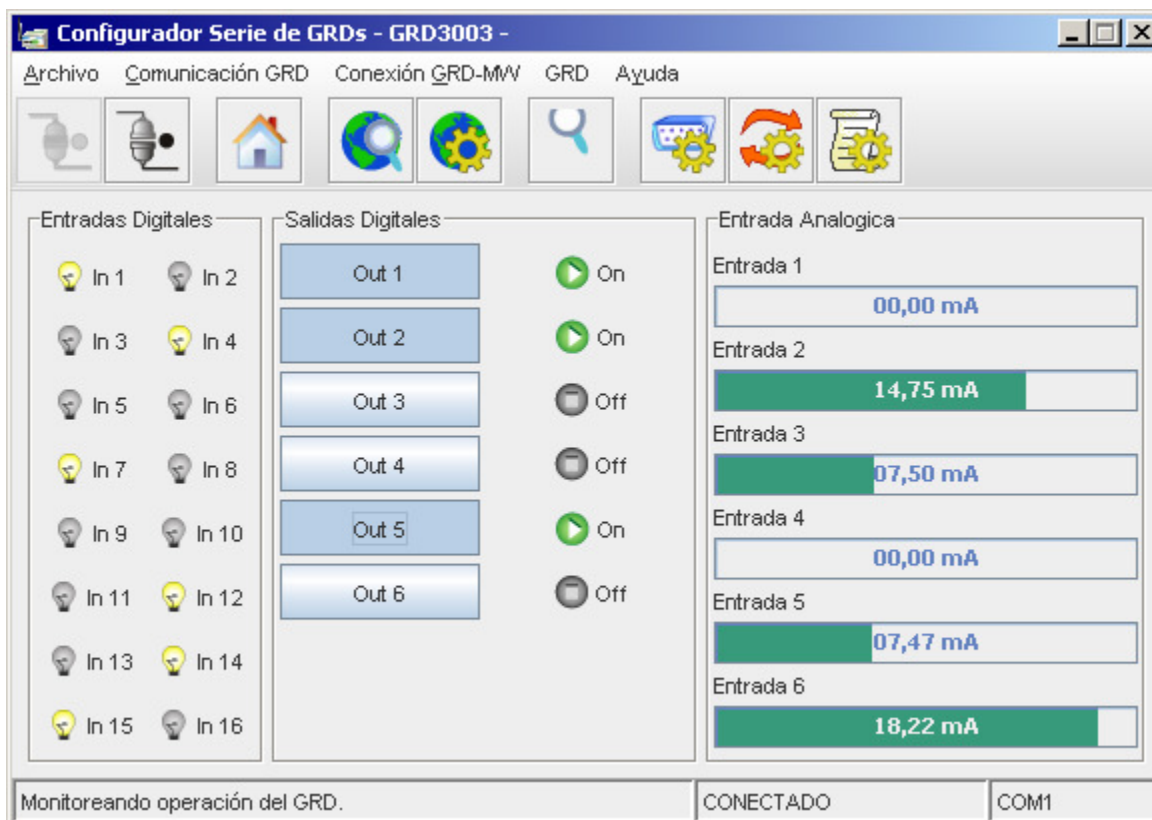 Configurador Serie de GRDs - GRD3003 -
Archivo Comunicación GRD Conexión GRD-MW GRD Ayuda
Entradas Digitales
In 1 In 2
In 3 In 4
In 5 In 6
In 7 In 8
In 9 In 10
In 11 In 12
In 13 In 14
In 15 In 16
Salidas Digitales
Out 1 On
Out 2 On
Out 3 Off
Out 4 Off
Out 5 On
Out 6 Off
Entrada Analogica
Entrada 1
00,00 mA
Entrada 2
14,75 mA
Entrada 3
07,50 mA
Entrada 4
00,00 mA
Entrada 5
07,47 mA
Entrada 6
18,22 mA
Monitoreando operación del GRD. CONECTADO COM1